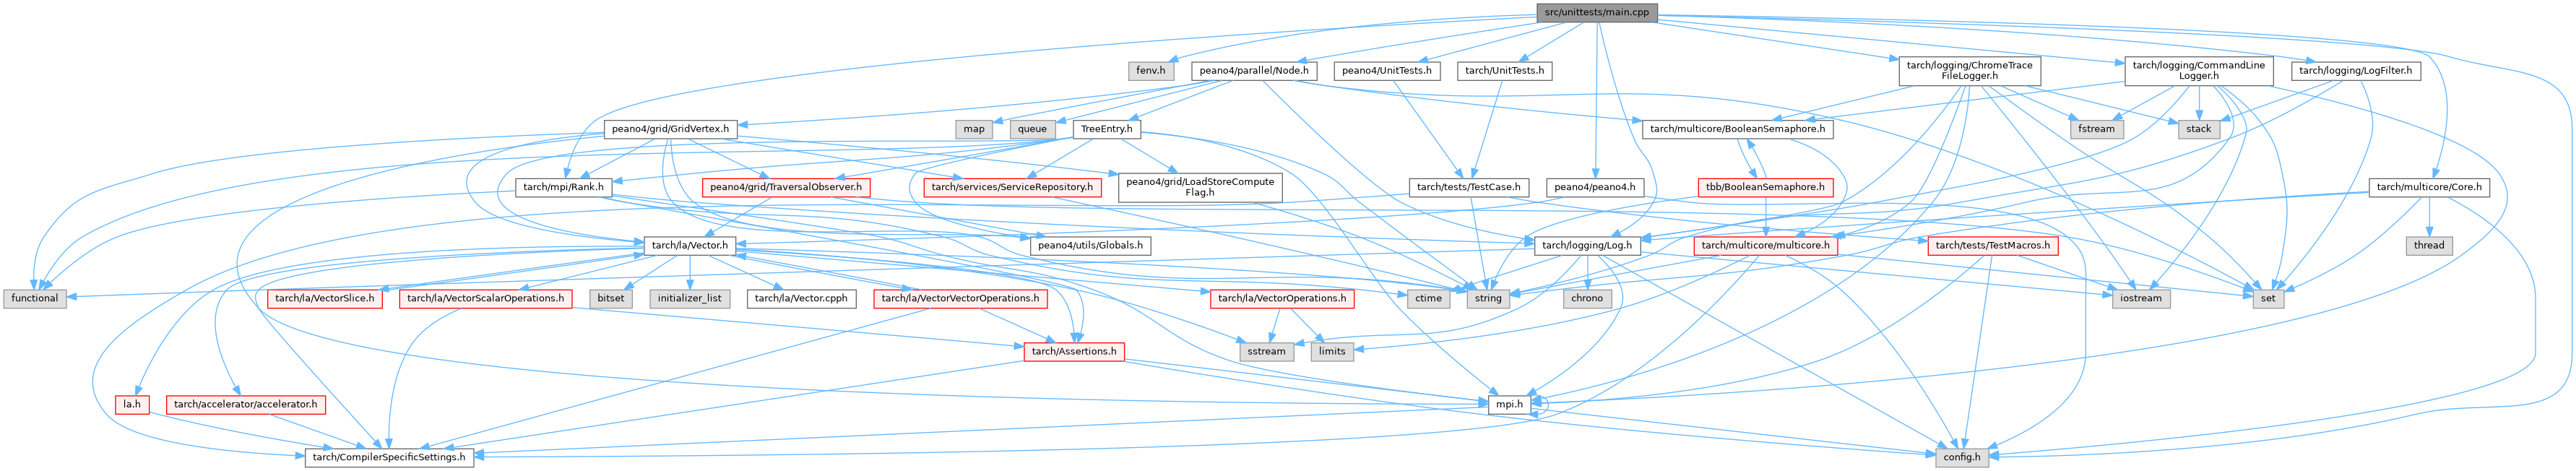 src/unittests/main.cpp
fenv.h
peano4/parallel/Node.h
peano4/UnitTests.h
tarch/UnitTests.h
tarch/logging/ChromeTrace
FileLogger.h
tarch/logging/CommandLine
Logger.h
tarch/logging/LogFilter.h
peano4/grid/GridVertex.h
map
queue
TreeEntry.h
tarch/multicore/BooleanSemaphore.h
fstream
stack
tarch/mpi/Rank.h
peano4/grid/TraversalObserver.h
tarch/services/ServiceRepository.h
peano4/grid/LoadStoreCompute
Flag.h
tarch/tests/TestCase.h
peano4/peano4.h
tbb/BooleanSemaphore.h
tarch/multicore/Core.h
tarch/la/Vector.h
peano4/utils/Globals.h
tarch/logging/Log.h
tarch/multicore/multicore.h
tarch/tests/TestMacros.h
thread
functional
tarch/la/VectorSlice.h
tarch/la/VectorScalarOperations.h
bitset
initializer_list
tarch/la/Vector.cpph
tarch/la/VectorVectorOperations.h
tarch/la/VectorOperations.h
ctime
string
chrono
iostream
set
tarch/Assertions.h
sstream
limits
la.h
tarch/accelerator/accelerator.h
mpi.h
tarch/CompilerSpecificSettings.h
config.h